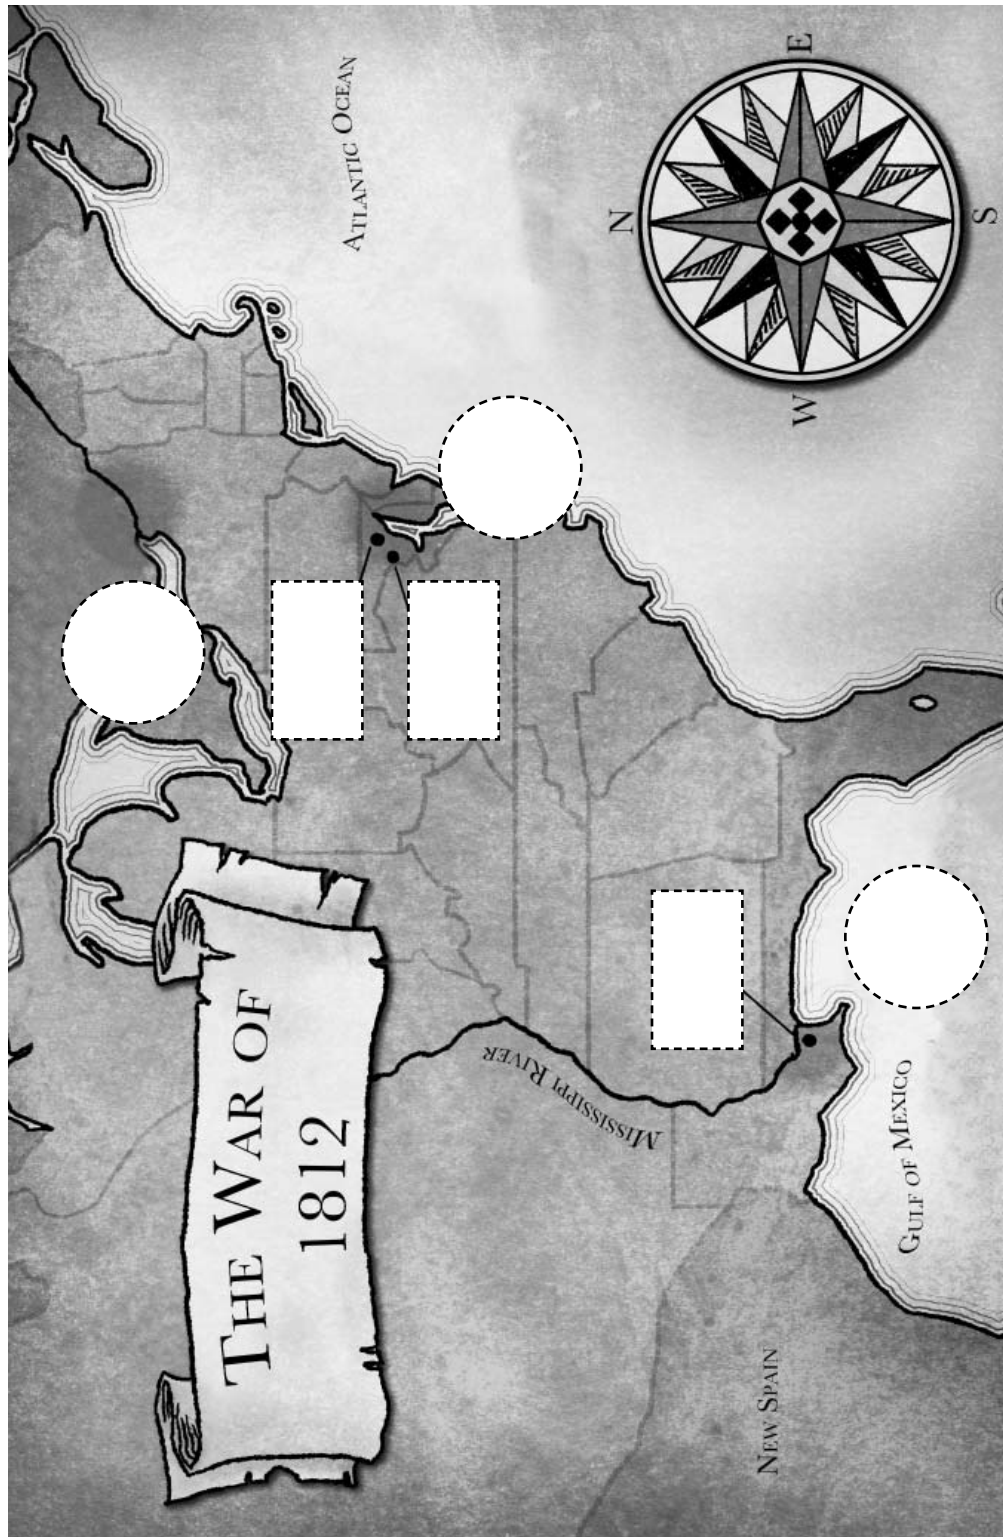 THE WAR OF
1812
ATLANTIC OCEAN
N
E
S
W
MISSISSIPPI RIVER
GULF OF MEXICO
NEW SPAIN